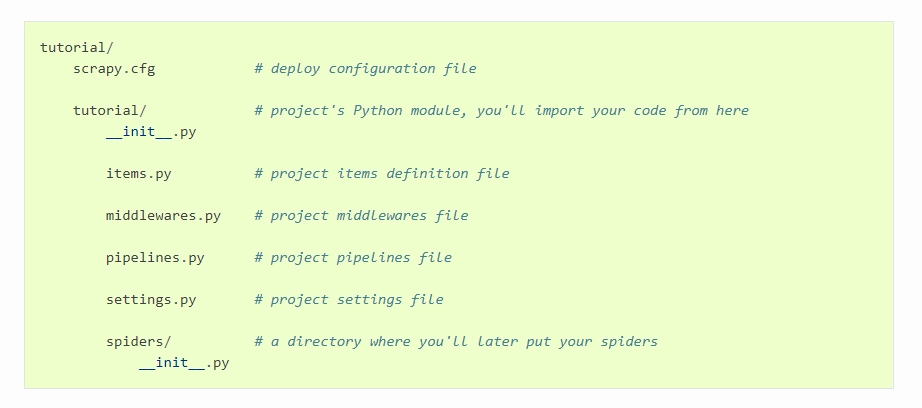 tutorial/
scrapy.cfg # deploy configuration file
tutorial/ # project's Python module, you'll import your code from here
__init__.py
items.py # project items definition file
middlewares.py # project middlewares file
pipelines.py # project pipelines file
settings.py # project settings file
spiders/ # a directory where you'll later put your spiders
__init__.py